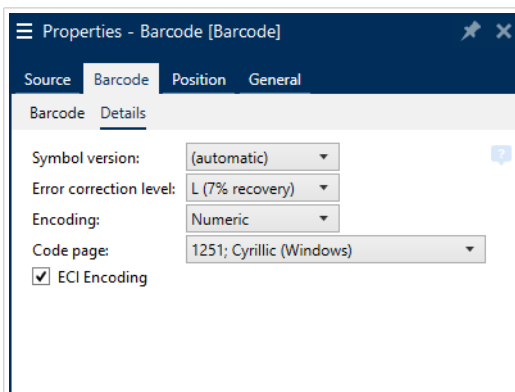 Properties - Barcode [Barcode]
Source Barcode Position General
Barcode Details
Symbol version: (automatic)
Error correction level: L (7% recovery)
Encoding: Numeric
Code page: 1251; Cyrillic (Windows)
ECI Encoding